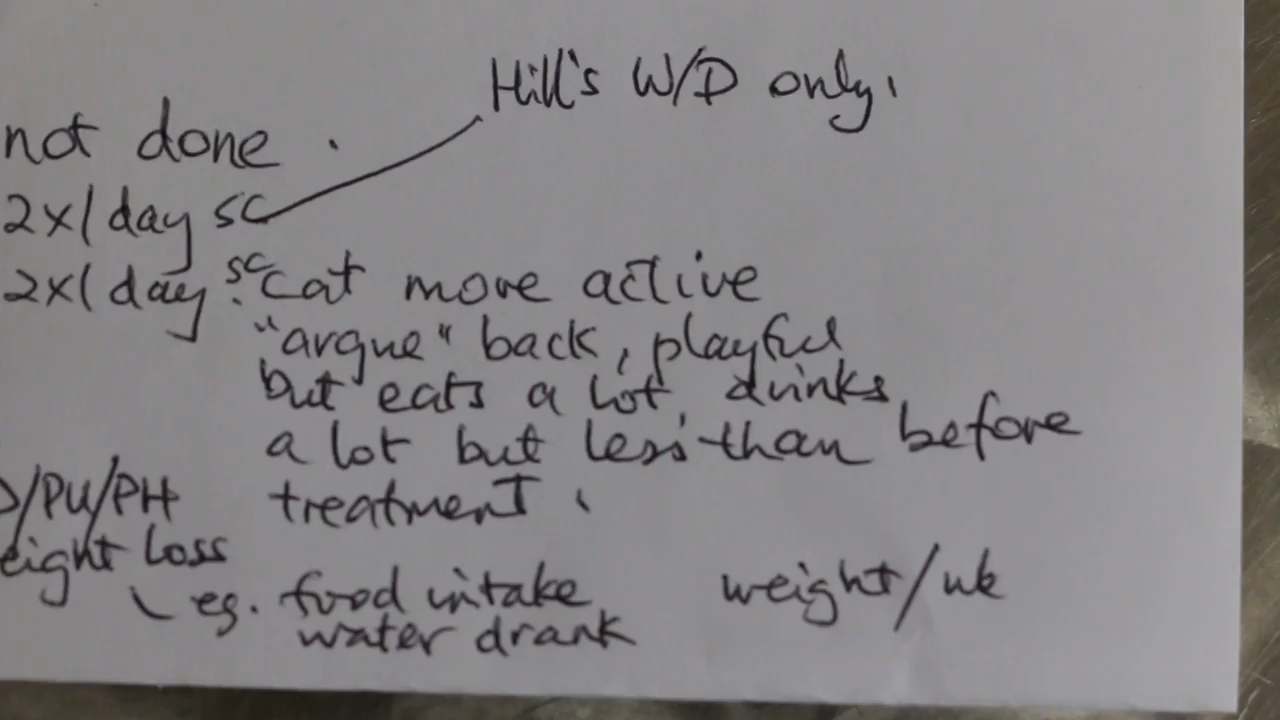 Hill's W/D only.
not done.
2x/day SC
2x/day SC. cat more active
"argue" back, playful
but eats a lot, drinks
a lot but less than before
/PU/PH treatment.
eight loss
eg. food intake weight/wk
water drank